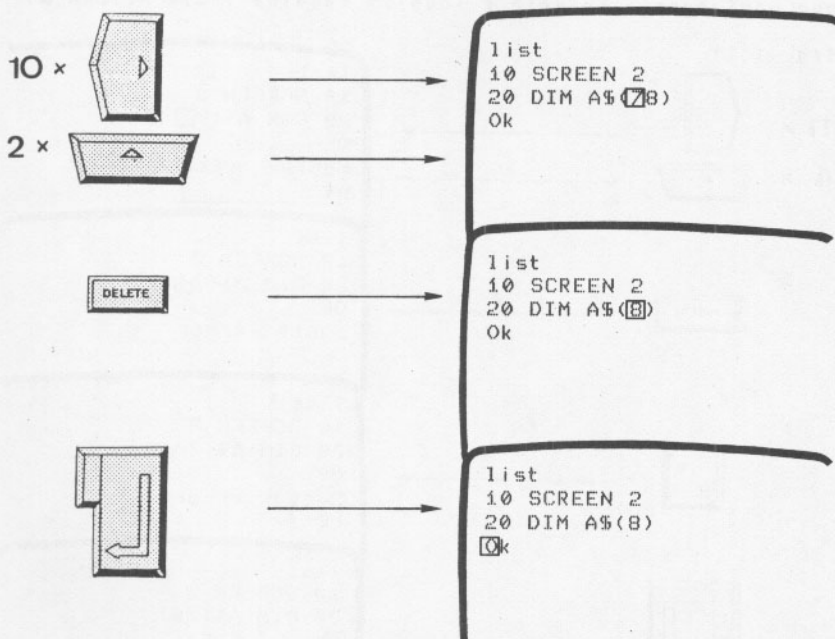 10 ×
list
10 SCREEN 2
20 DIM A$(78)
Ok
2 ×
DELETE
list
10 SCREEN 2
20 DIM A$(8)
Ok
list
10 SCREEN 2
20 DIM A$(8)
Ok